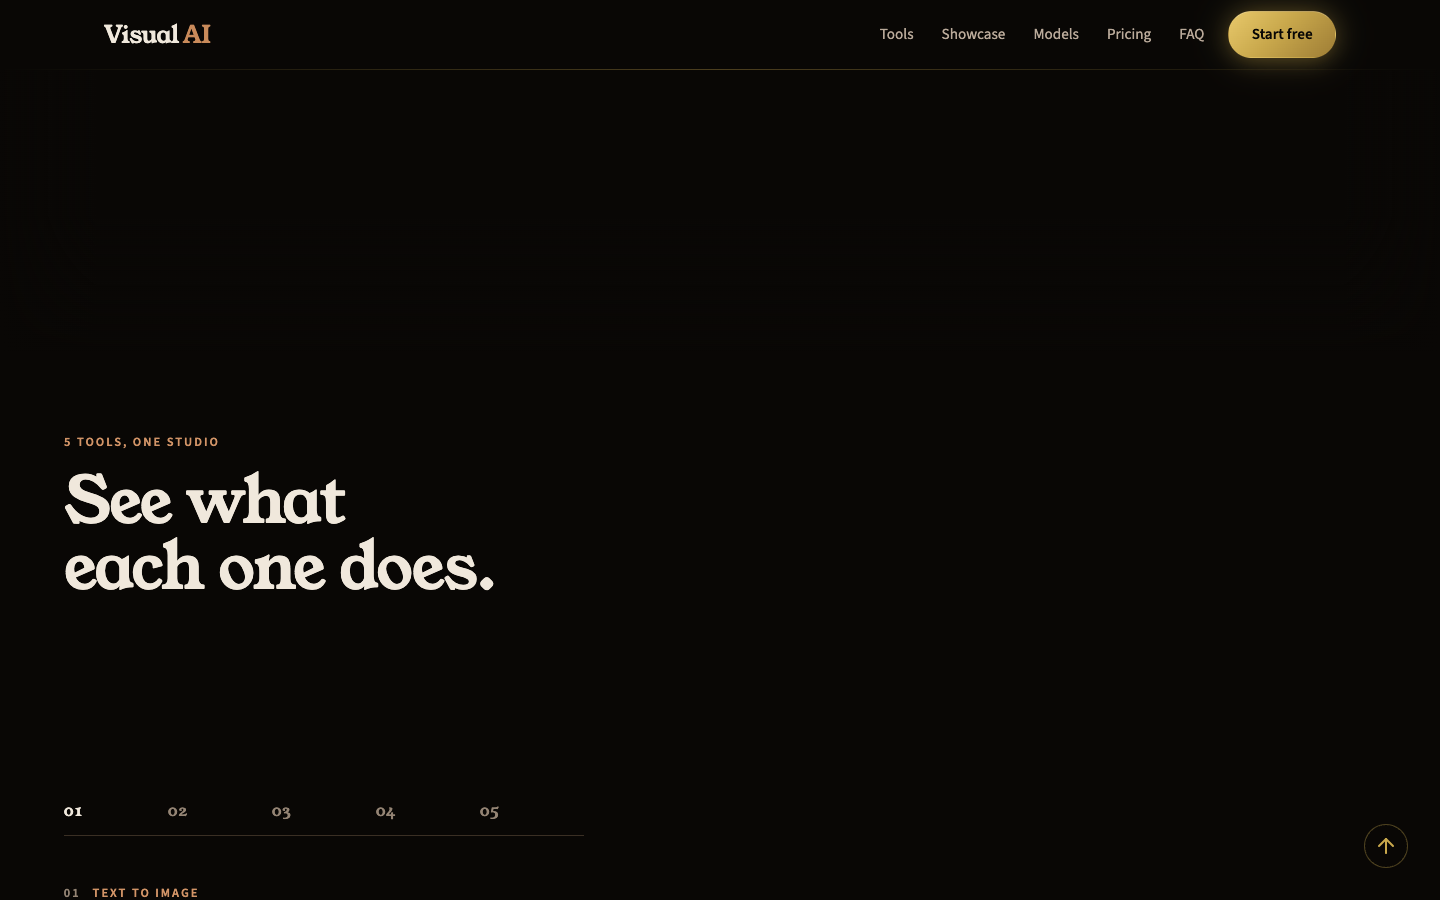 Visual AI
Tools Showcase Models Pricing FAQ Start free
5 TOOLS, ONE STUDIO
See what
each one does.
01 02 03 04 05
01 TEXT TO IMAGE